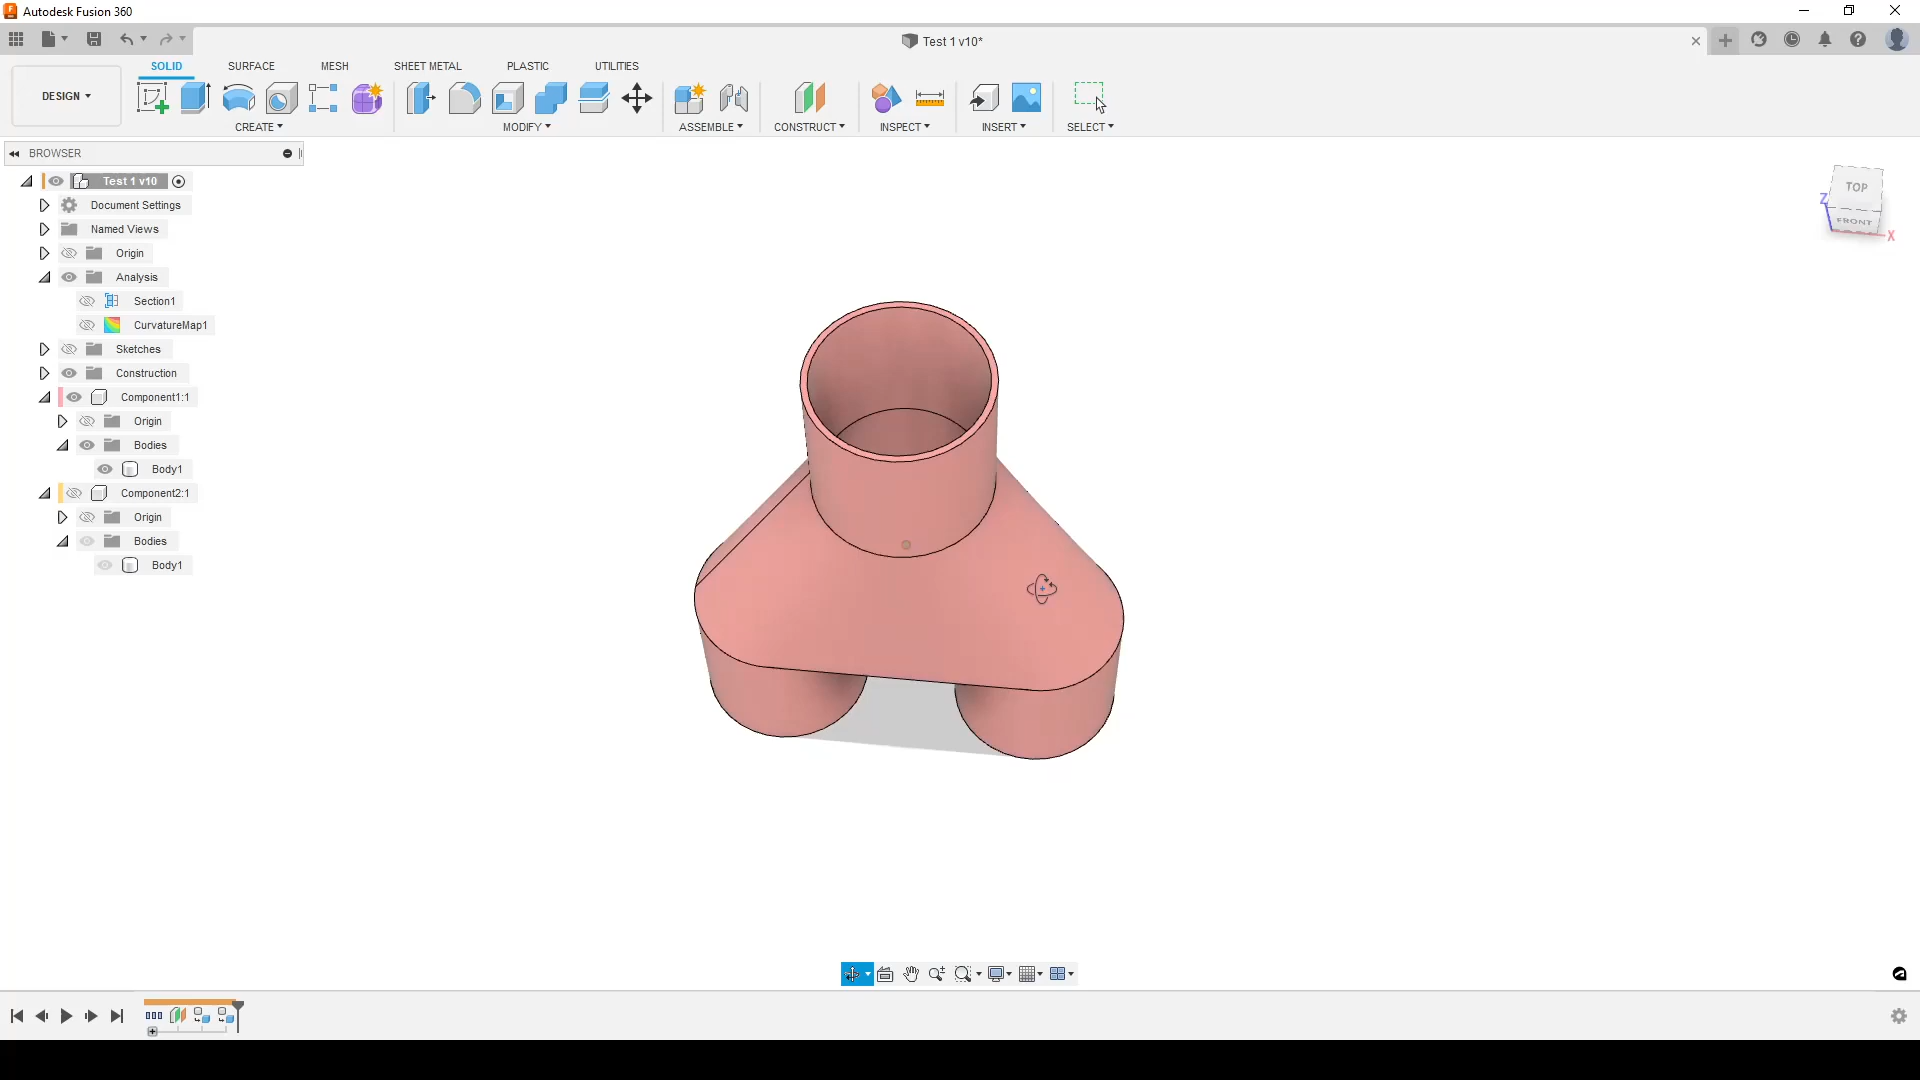 Autodesk Fusion 360
Test 1 v10*
SOLID SURFACE MESH SHEET METAL PLASTIC UTILITIES
DESIGN
CREATE MODIFY ASSEMBLE CONSTRUCT INSPECT INSERT SELECT
BROWSER
Test 1 v10
Document Settings
Named Views
Origin
Analysis
Section1
CurvatureMap1
Sketches
Construction
Component1:1
Origin
Bodies
Body1
Component2:1
Origin
Bodies
Body1
TOP
Z
FRONT
X